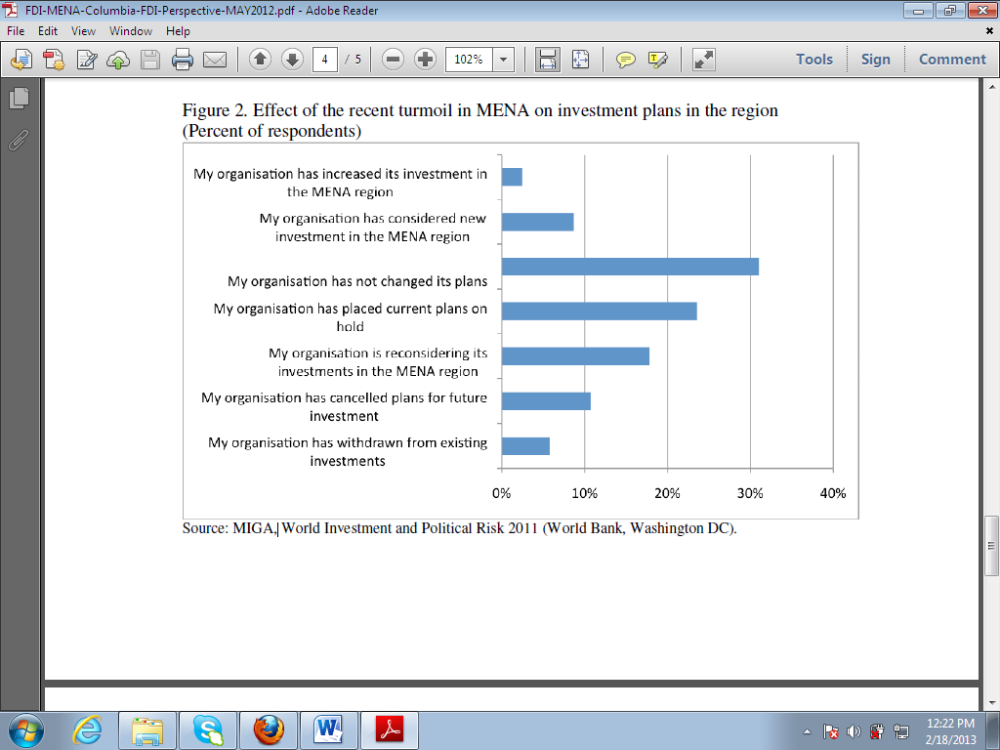 FDI-MENA-Columbia-FDI-Perspective-MAY2012.pdf - Adobe Reader
File Edit View Window Help
4 / 5 102% Tools Sign Comment
Figure 2. Effect of the recent turmoil in MENA on investment plans in the region
(Percent of respondents)
My organisation has increased its investment in
the MENA region
My organisation has considered new
investment in the MENA region
My organisation has not changed its plans
My organisation has placed current plans on
hold
My organisation is reconsidering its
investments in the MENA region
My organisation has cancelled plans for future
investment
My organisation has withdrawn from existing
investments
0% 10% 20% 30% 40%
Source: MIGA, World Investment and Political Risk 2011 (World Bank, Washington DC).
12:22 PM
2/18/2013